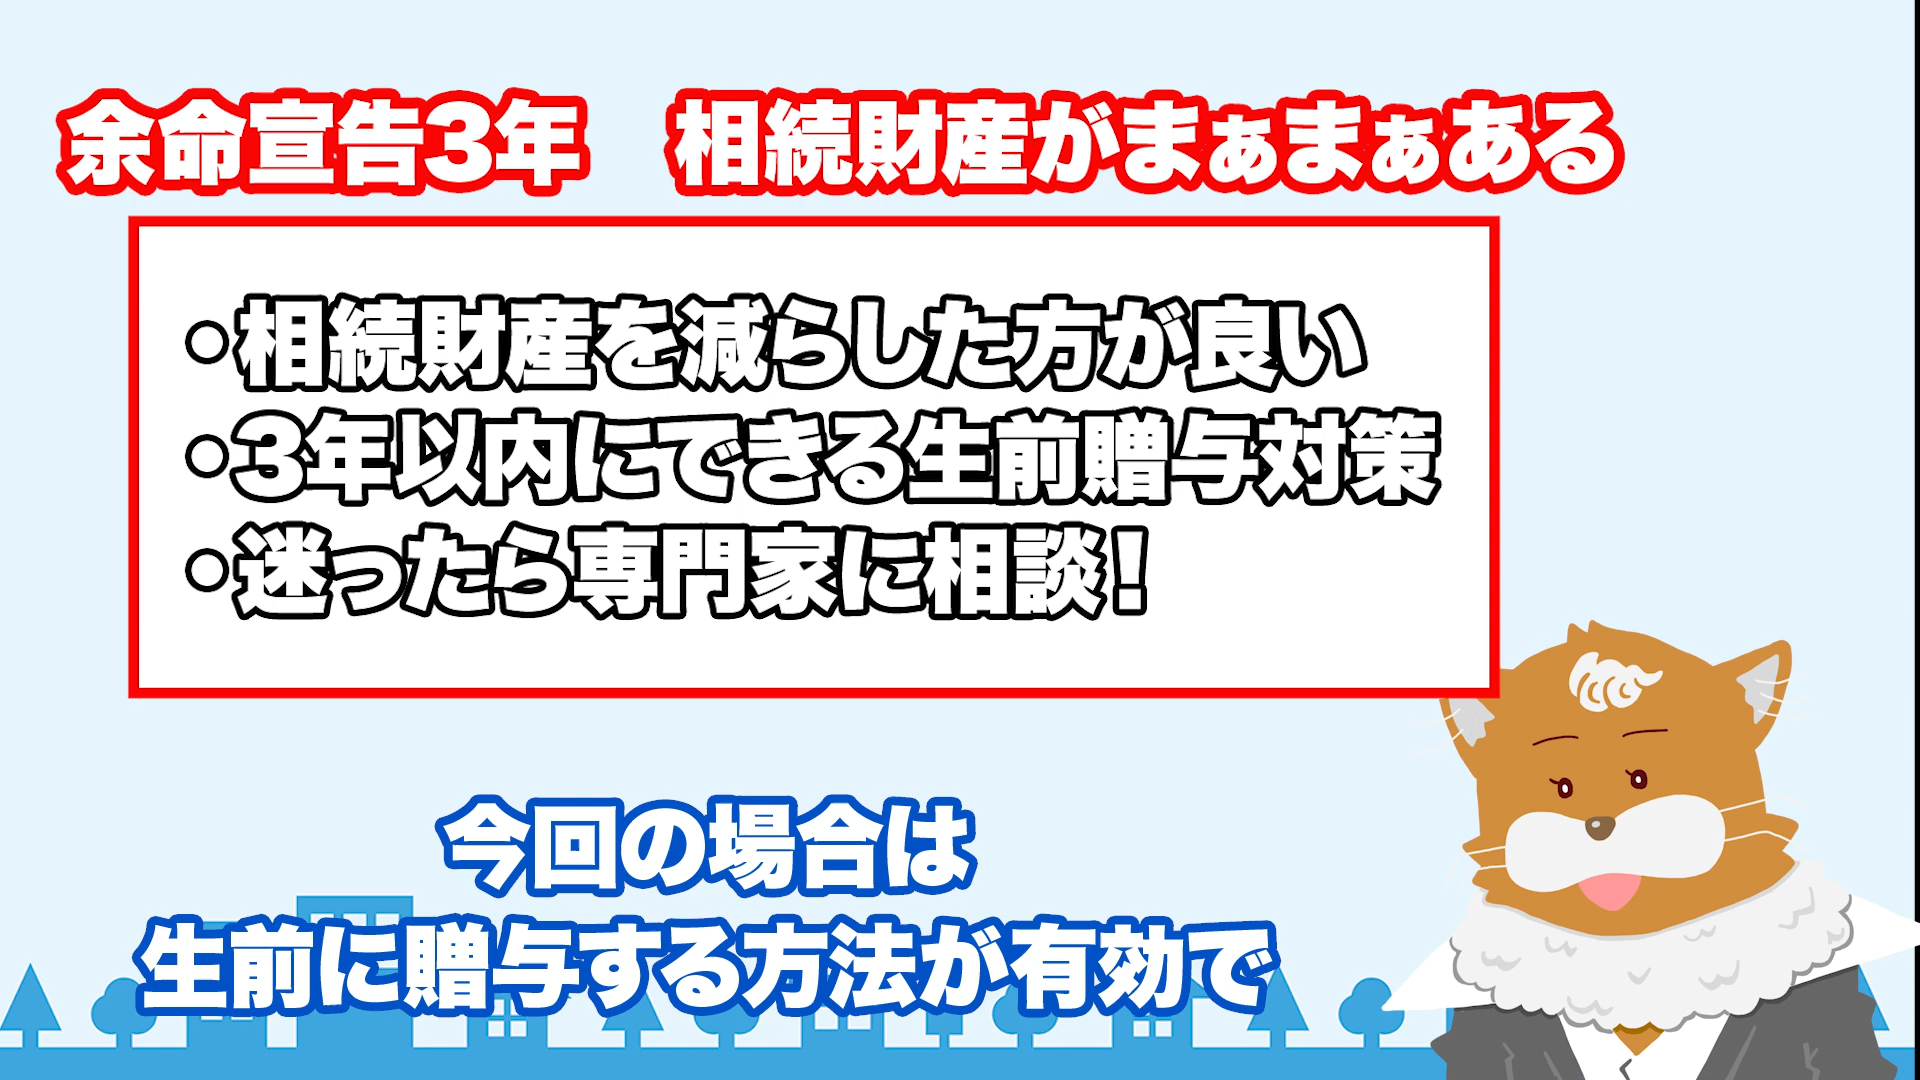 余命宣告3年　相続財産がまぁまぁある
・相続財産を減らした方が良い
・3年以内にできる生前贈与対策
・迷ったら専門家に相談！
今回の場合は
生前に贈与する方法が有効で